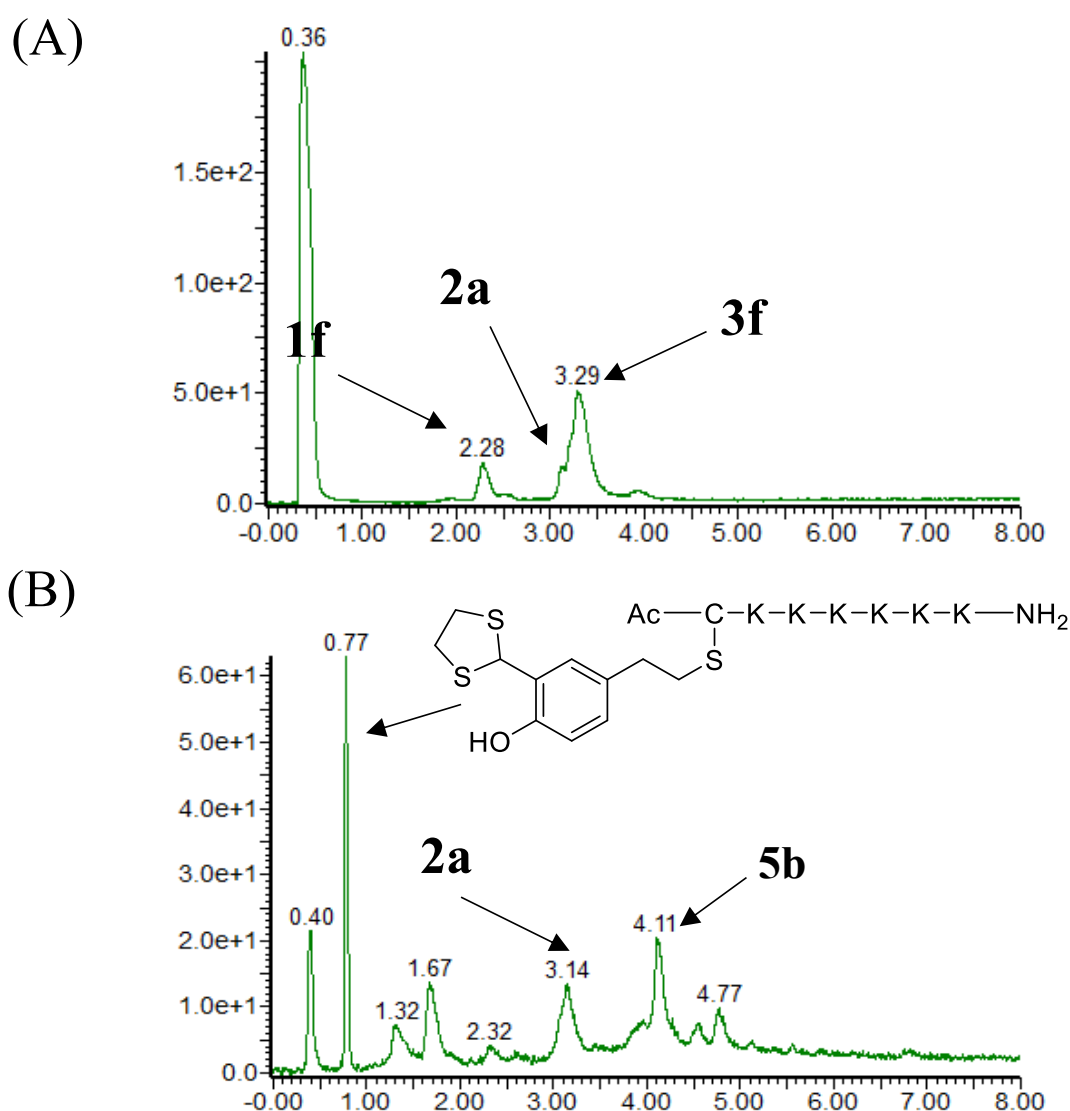 (A)
0.36
1.5e+2
1.0e+2
5.0e+1
0.0
2a
3f
1f
3.29
2.28
-0.00 1.00 2.00 3.00 4.00 5.00 6.00 7.00 8.00
(B)
0.77
6.0e+1
5.0e+1
4.0e+1
3.0e+1
2.0e+1
1.0e+1
0.0
Ac C K K K K K K NH2
S
S
S
HO
2a
5b
0.40
4.11
3.14
1.67
4.77
1.32
2.32
-0.00 1.00 2.00 3.00 4.00 5.00 6.00 7.00 8.00